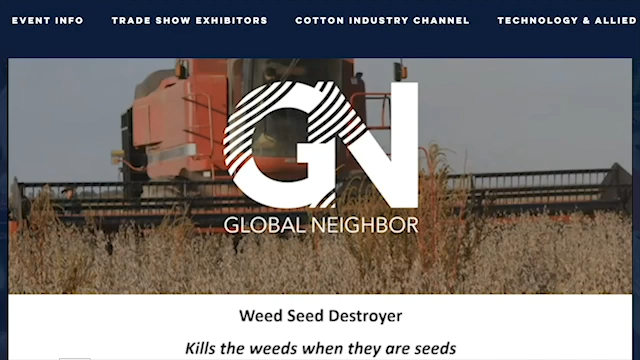 EVENT INFO TRADE SHOW EXHIBITORS COTTON INDUSTRY CHANNEL TECHNOLOGY & ALLIED
GN
GLOBAL NEIGHBOR
Weed Seed Destroyer
Kills the weeds when they are seeds